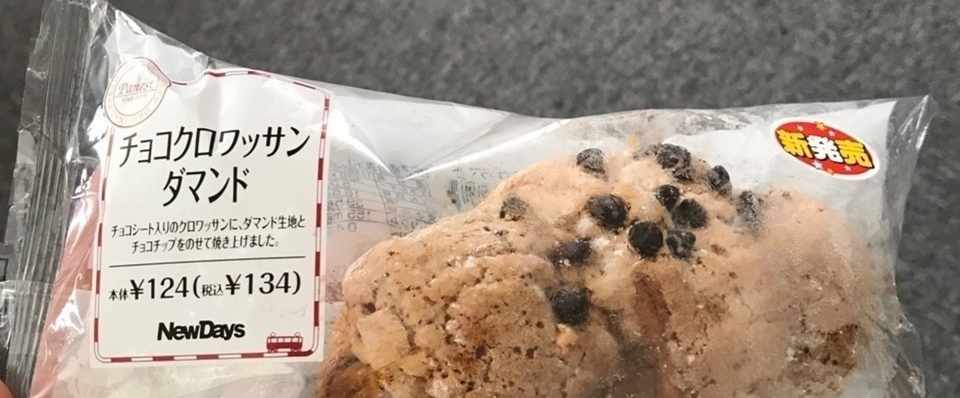 Panest
チョコクロワッサン
ダマンド
チョコシート入りのクロワッサンに、ダマンド生地と
チョコチップをのせて焼き上げました。
本体¥124(税込¥134)
NewDays
新発売